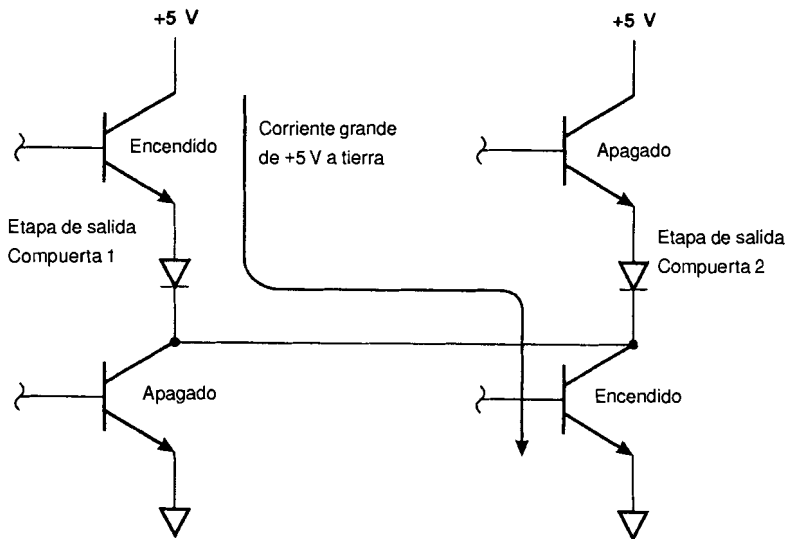 +5 V
+5 V
Encendido
Corriente grande
de +5 V a tierra
Apagado
Etapa de salida
Compuerta 1
Etapa de salida
Compuerta 2
Apagado
Encendido